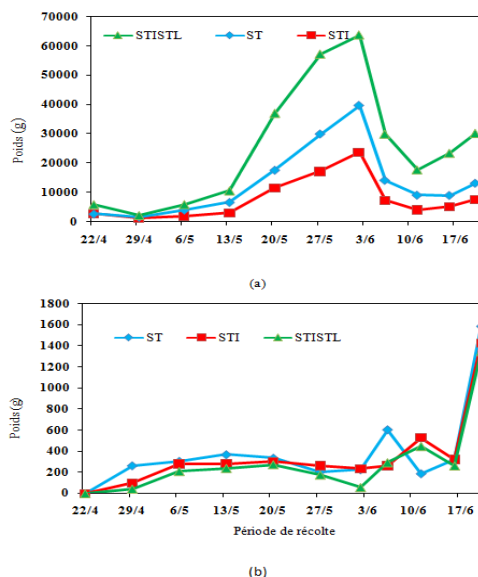 70000
STISTL ST STI
60000
50000
40000
30000
20000
10000
0
Poids (g)
22/4 29/4 6/5 13/5 20/5 27/5 3/6 10/6 17/6
(a)
1800
1600
ST STI STISTL
1400
1200
1000
800
600
400
200
0
Poids (g)
22/4 29/4 6/5 13/5 20/5 27/5 3/6 10/6 17/6
Période de récolte
(b)